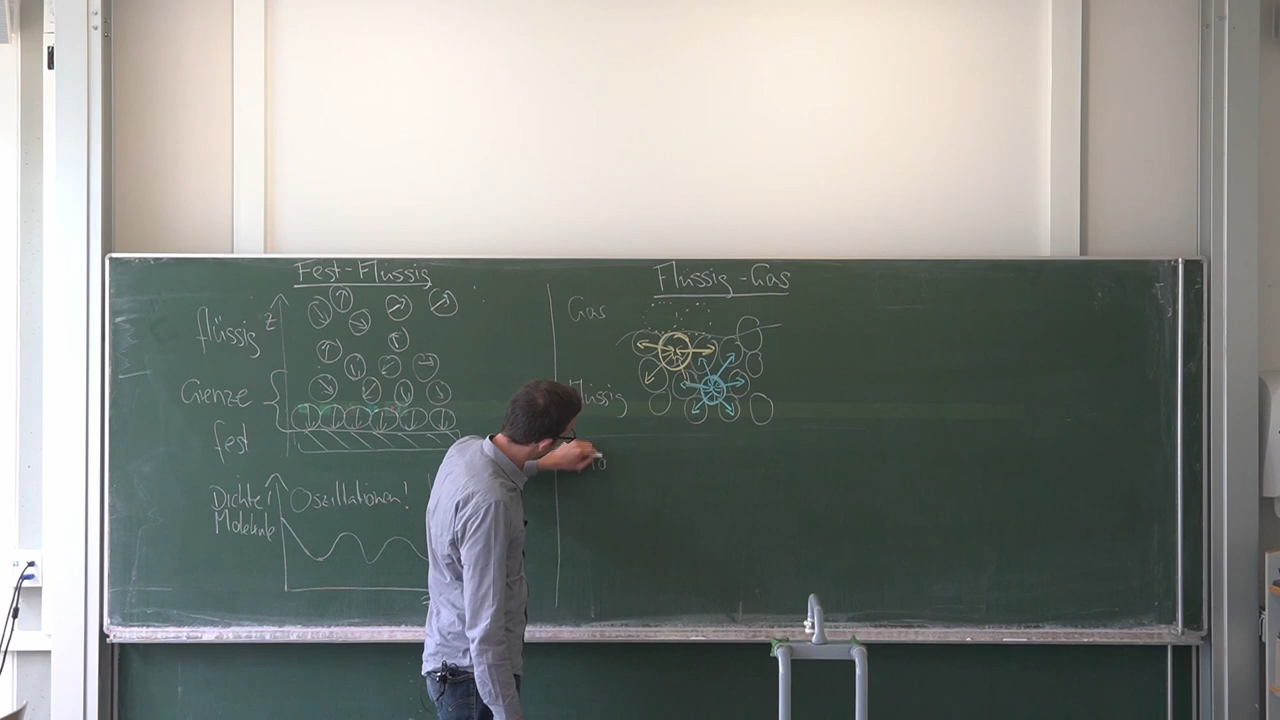 Fest-Flüssig
z
flüssig
Grenze
fest
Dichte/
Moleküle
Oszillationen!
Flüssig-Gas
Gas
flüssig